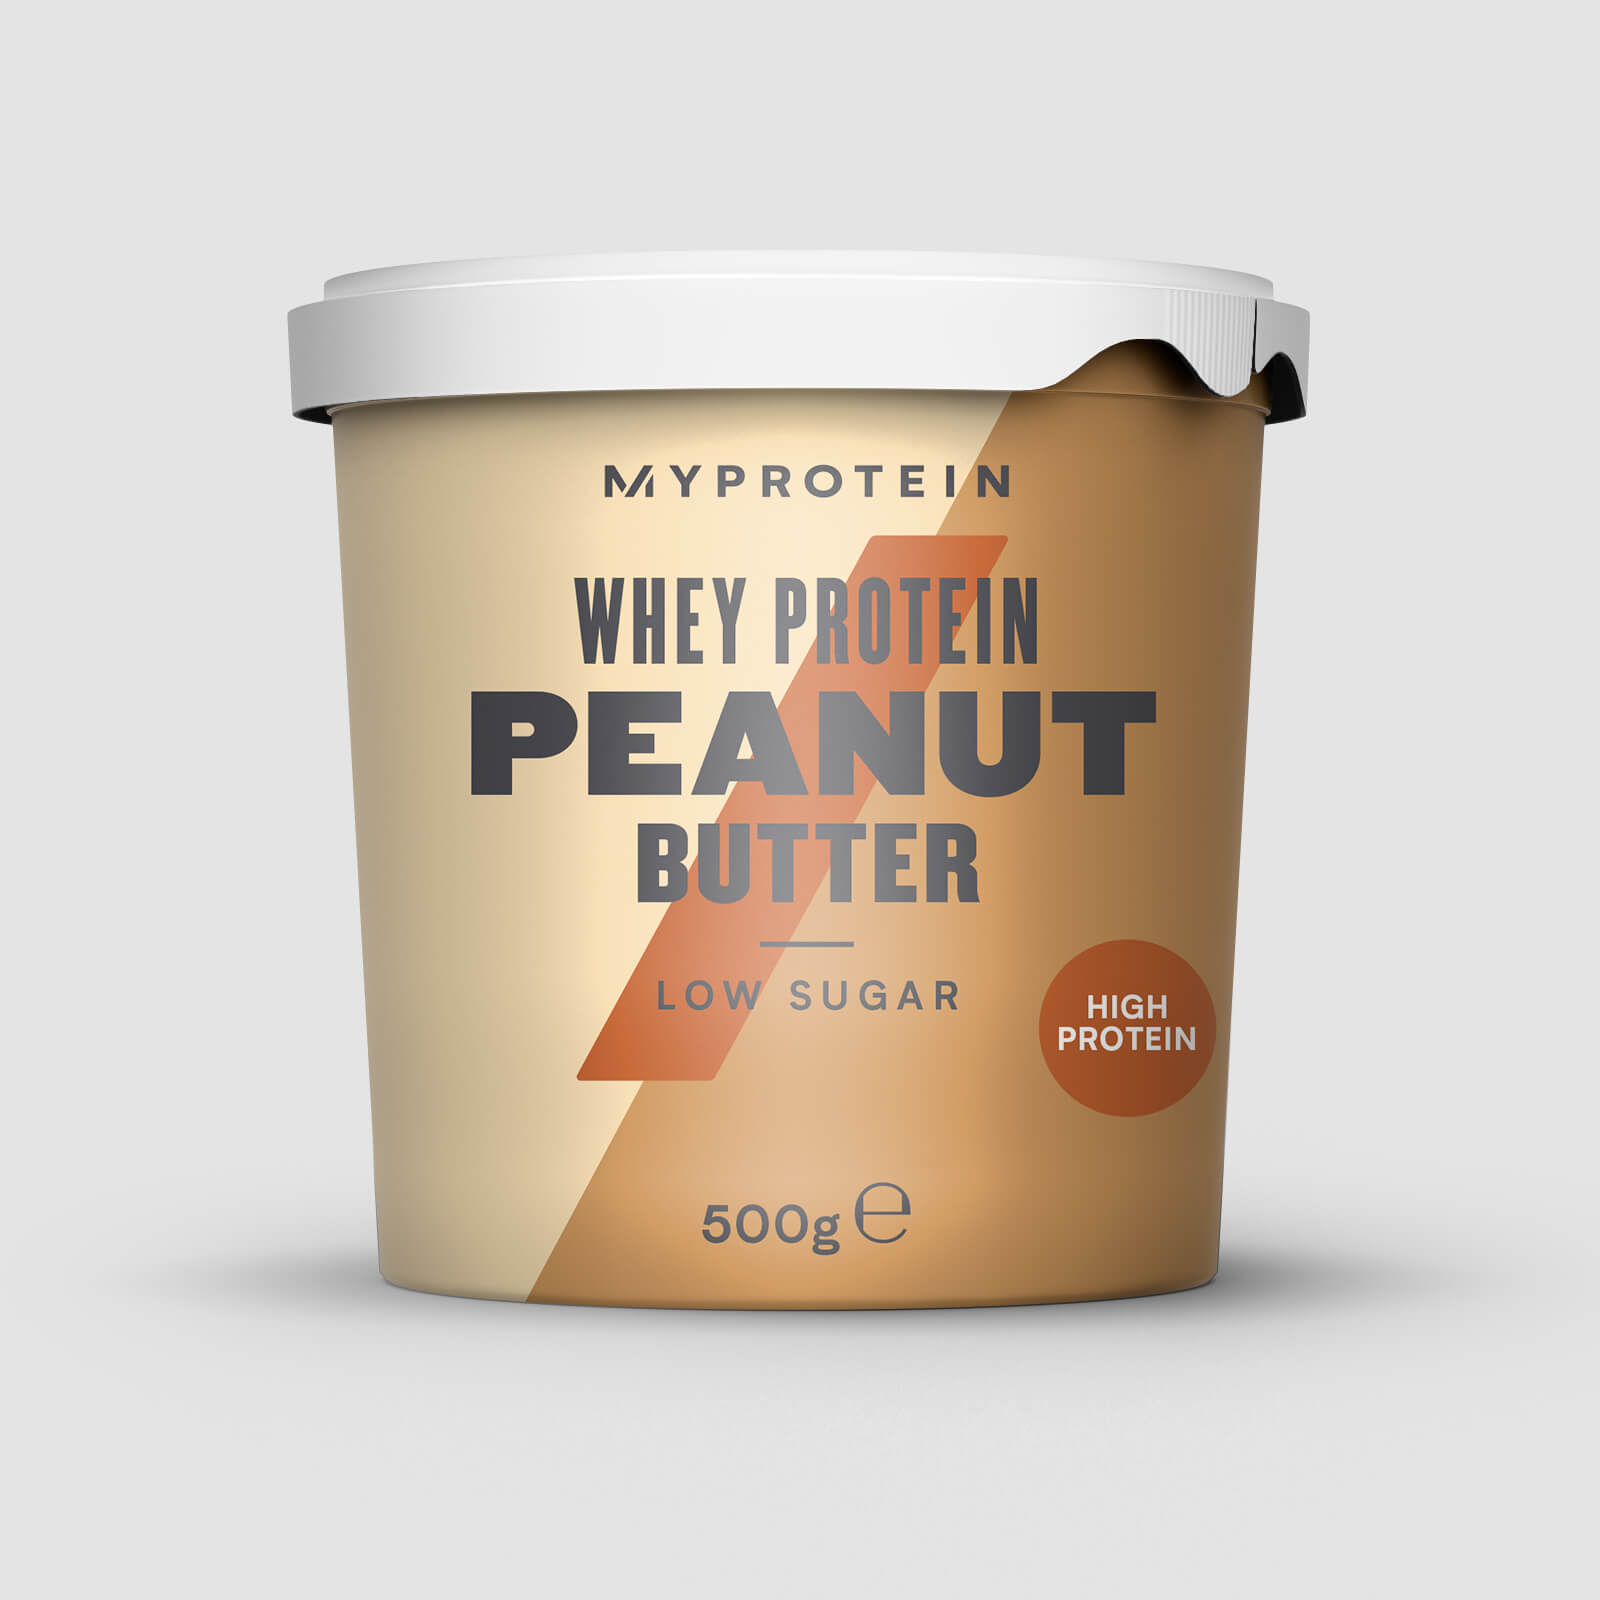 MYPROTEIN
WHEY PROTEIN
PEANUT
BUTTER
LOW SUGAR
HIGH
PROTEIN
500g ℮